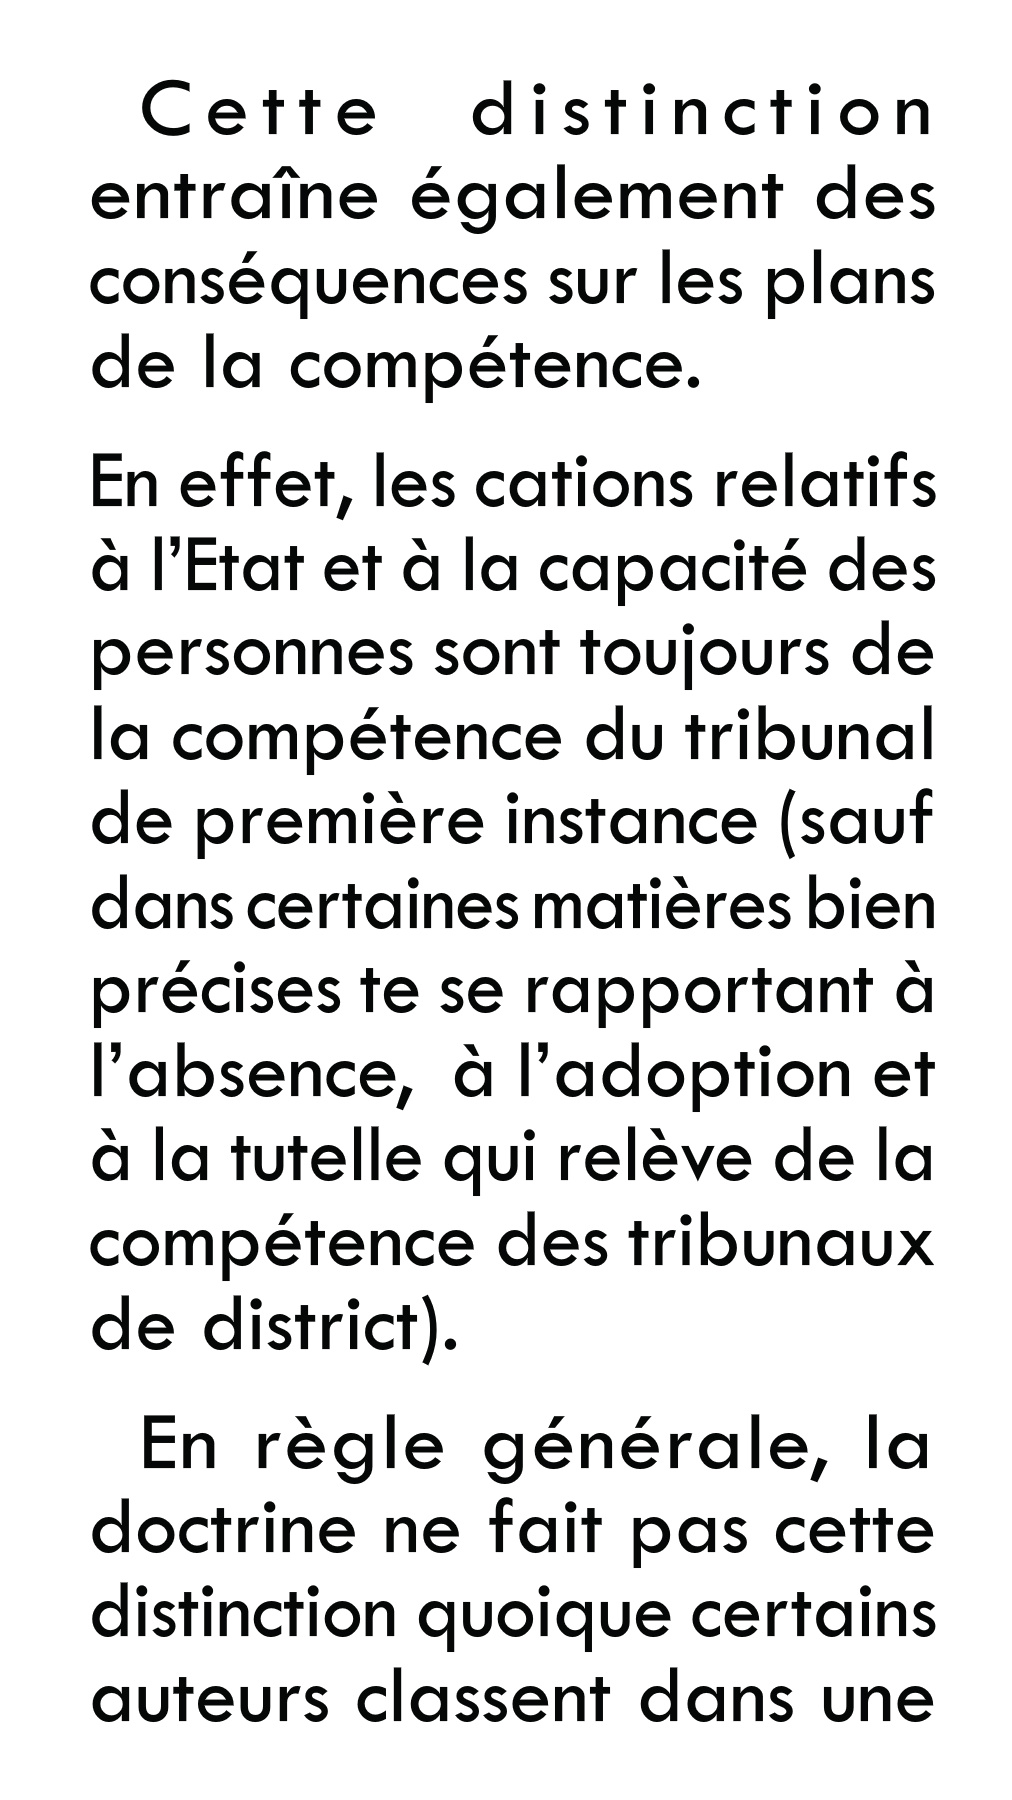 Cette distinction
entraîne également des
conséquences sur les plans
de la compétence.
En effet, les cations relatifs
à l’Etat et à la capacité des
personnes sont toujours de
la compétence du tribunal
de première instance (sauf
dans certaines matières bien
précises te se rapportant à
l’absence, à l’adoption et
à la tutelle qui relève de la
compétence des tribunaux
de district).
En règle générale, la
doctrine ne fait pas cette
distinction quoique certains
auteurs classent dans une